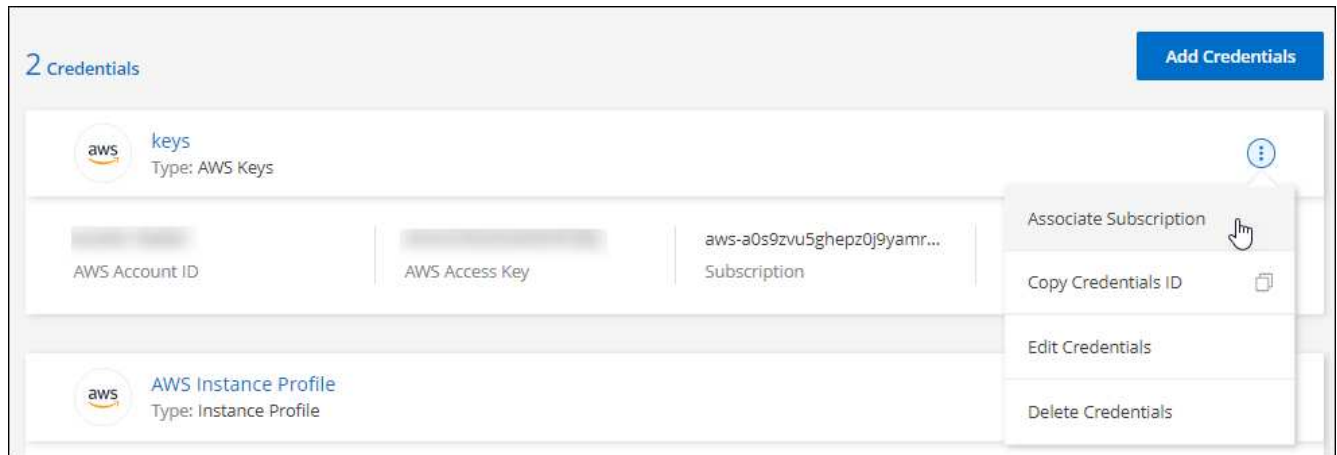 2 Credentials
Add Credentials
aws
keys
Type: AWS Keys
Associate Subscription
aws-a0s9zvu5ghepz0j9yamr...
AWS Account ID
AWS Access Key
Subscription
Copy Credentials ID
Edit Credentials
aws
AWS Instance Profile
Type: Instance Profile
Delete Credentials